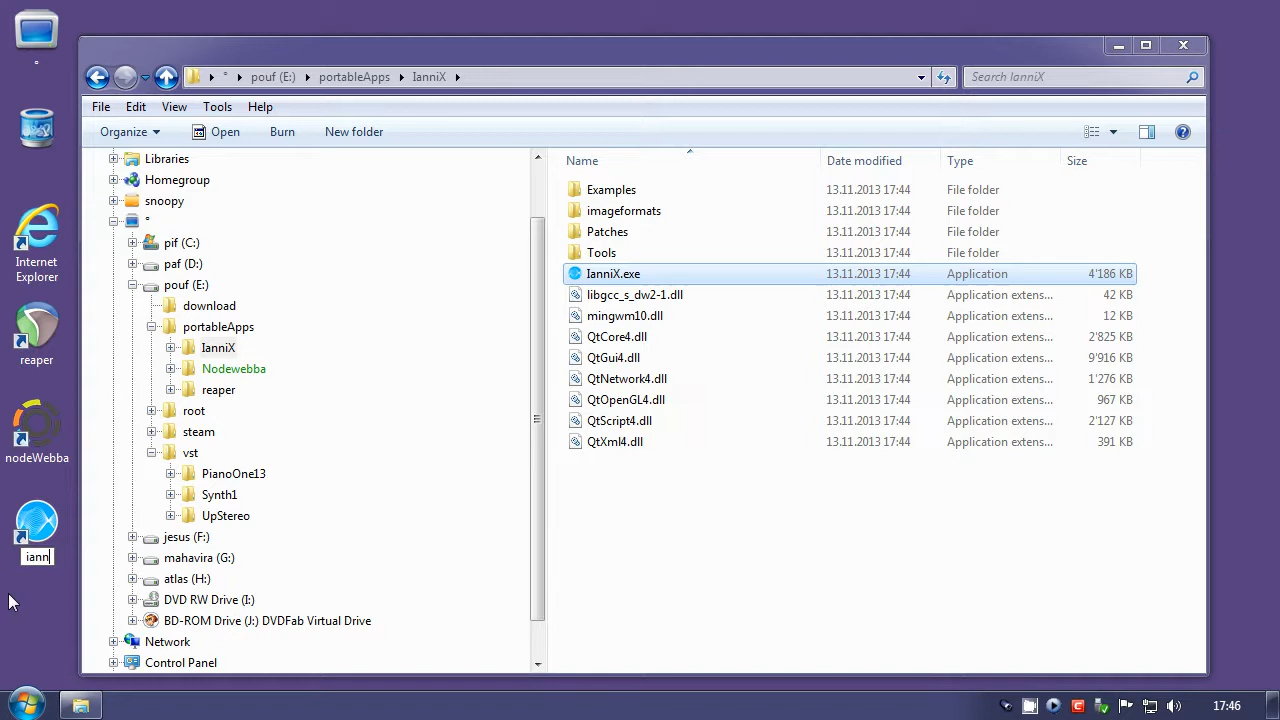 °
Internet
Explorer
reaper
nodeWebba
iann
° pouf (E:) portableApps IanniX
Search IanniX
File Edit View Tools Help
Organize Open Burn New folder
Libraries
Homegroup
snoopy
°
pif (C:)
paf (D:)
pouf (E:)
download
portableApps
IanniX
Nodewebba
reaper
root
steam
vst
PianoOne13
Synth1
UpStereo
jesus (F:)
mahavira (G:)
atlas (H:)
DVD RW Drive (I:)
BD-ROM Drive (J:) DVDFab Virtual Drive
Network
Control Panel
Name Date modified Type Size
Examples 13.11.2013 17:44 File folder
imageformats 13.11.2013 17:44 File folder
Patches 13.11.2013 17:44 File folder
Tools 13.11.2013 17:44 File folder
IanniX.exe 13.11.2013 17:44 Application 4'186 KB
libgcc_s_dw2-1.dll 13.11.2013 17:44 Application extens... 42 KB
mingwm10.dll 13.11.2013 17:44 Application extens... 12 KB
QtCore4.dll 13.11.2013 17:44 Application extens... 2'825 KB
QtGui4.dll 13.11.2013 17:44 Application extens... 9'916 KB
QtNetwork4.dll 13.11.2013 17:44 Application extens... 1'276 KB
QtOpenGL4.dll 13.11.2013 17:44 Application extens... 967 KB
QtScript4.dll 13.11.2013 17:44 Application extens... 2'127 KB
QtXml4.dll 13.11.2013 17:44 Application extens... 391 KB
17:46